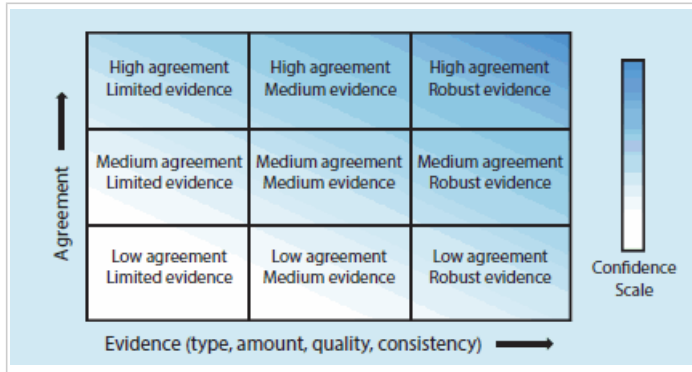 High agreement
Limited evidence
High agreement
Medium evidence
High agreement
Robust evidence
Medium agreement
Limited evidence
Medium agreement
Medium evidence
Medium agreement
Robust evidence
Low agreement
Limited evidence
Low agreement
Medium evidence
Low agreement
Robust evidence
Agreement
Evidence (type, amount, quality, consistency)
Confidence
Scale